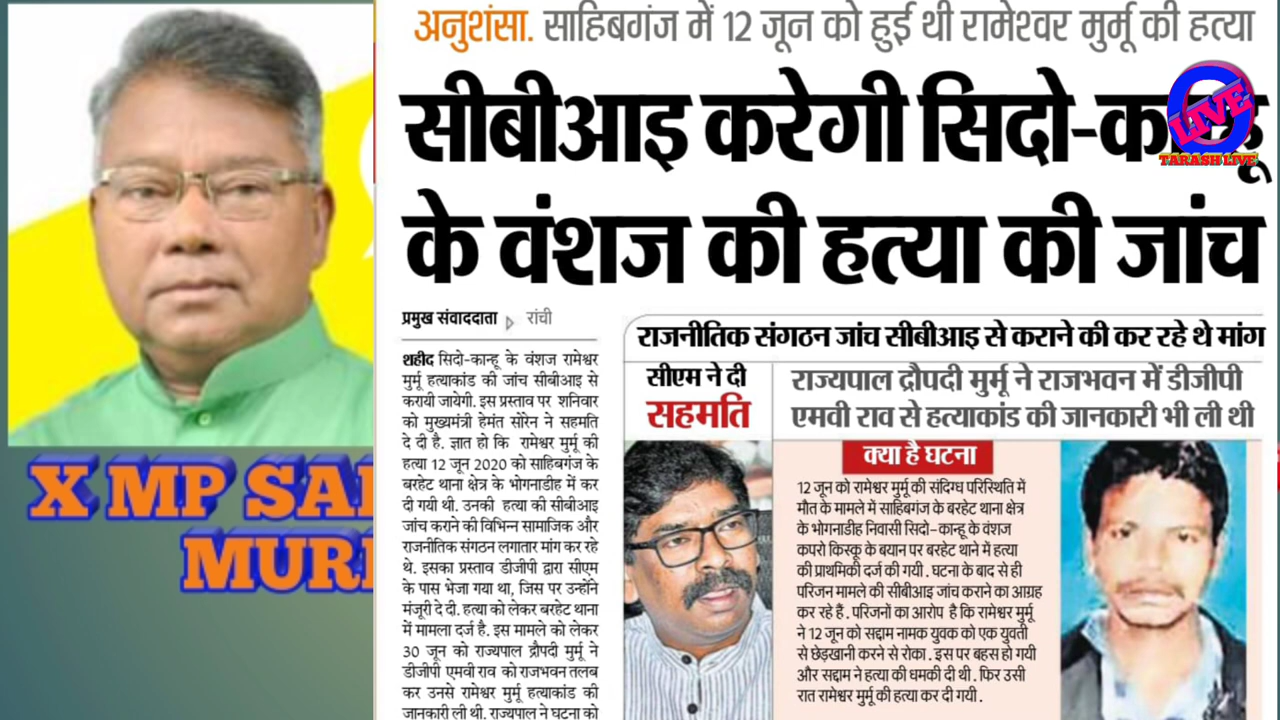 X MP SA
MUR
अनुशंसा. साहिबगंज में 12 जून को हुई थी रामेश्वर मुर्मू की हत्या
सीबीआइ करेगी सिदो-कान्हू
के वंशज की हत्या की जांच
LIVE
TARASH LIVE
प्रमुख संवाददाता ▷ रांची
शहीद सिदो-कान्हू के वंशज रामेश्वर
मुर्मू हत्याकांड की जांच सीबीआइ से
करायी जायेगी. इस प्रस्ताव पर शनिवार
को मुख्यमंत्री हेमंत सोरेन ने सहमति
दे दी है. ज्ञात हो कि रामेश्वर मुर्मू की
हत्या 12 जून 2020 को साहिबगंज के
बरहेट थाना क्षेत्र के भोगनाडीह में कर
दी गयी थी. उनकी हत्या की सीबीआइ
जांच कराने की विभिन्न सामाजिक और
राजनीतिक संगठन लगातार मांग कर रहे
थे. इसका प्रस्ताव डीजीपी द्वारा सीएम
के पास भेजा गया था, जिस पर उन्होंने
मंजूरी दे दी. हत्या को लेकर बरहेट थाना
में मामला दर्ज है. इस मामले को लेकर
30 जून को राज्यपाल द्रौपदी मुर्मू ने
डीजीपी एमवी राव को राजभवन तलब
कर उनसे रामेश्वर मुर्मू हत्याकांड की
जानकारी ली थी. राज्यपाल ने घटना को
राजनीतिक संगठन जांच सीबीआइ से कराने की कर रहे थे मांग
सीएम ने दी
सहमति
राज्यपाल द्रौपदी मुर्मू ने राजभवन में डीजीपी
एमवी राव से हत्याकांड की जानकारी भी ली थी
क्या है घटना
12 जून को रामेश्वर मुर्मू की संदिग्ध परिस्थिति में
मौत के मामले में साहिबगंज के बरहेट थाना क्षेत्र
के भोगनाडीह निवासी सिदो-कान्हू के वंशज
कपरो किस्कू के बयान पर बरहेट थाने में हत्या
की प्राथमिकी दर्ज की गयी. घटना के बाद से ही
परिजन मामले की सीबीआइ जांच कराने का आग्रह
कर रहे हैं. परिजनों का आरोप है कि रामेश्वर मुर्मू
ने 12 जून को सद्दाम नामक युवक को एक युवती
से छेड़खानी करने से रोका. इस पर बहस हो गयी
और सद्दाम ने हत्या की धमकी दी थी. फिर उसी
रात रामेश्वर मुर्मू की हत्या कर दी गयी.